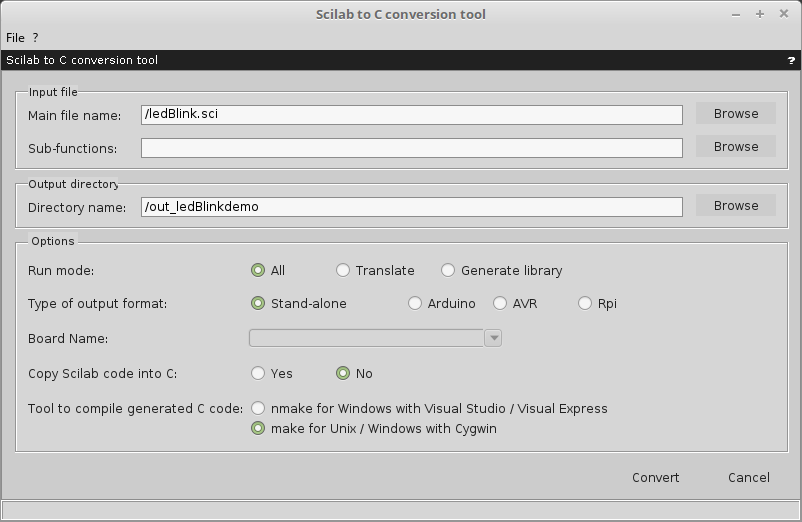 Scilab to C conversion tool
File ?
Scilab to C conversion tool ?
Input file
Main file name: /ledBlink.sci Browse
Sub-functions: Browse
Output directory
Directory name: /out_ledBlinkdemo Browse
Options
Run mode: All Translate Generate library
Type of output format: Stand-alone Arduino AVR Rpi
Board Name:
Copy Scilab code into C: Yes No
Tool to compile generated C code: nmake for Windows with Visual Studio / Visual Express
make for Unix / Windows with Cygwin
Convert Cancel